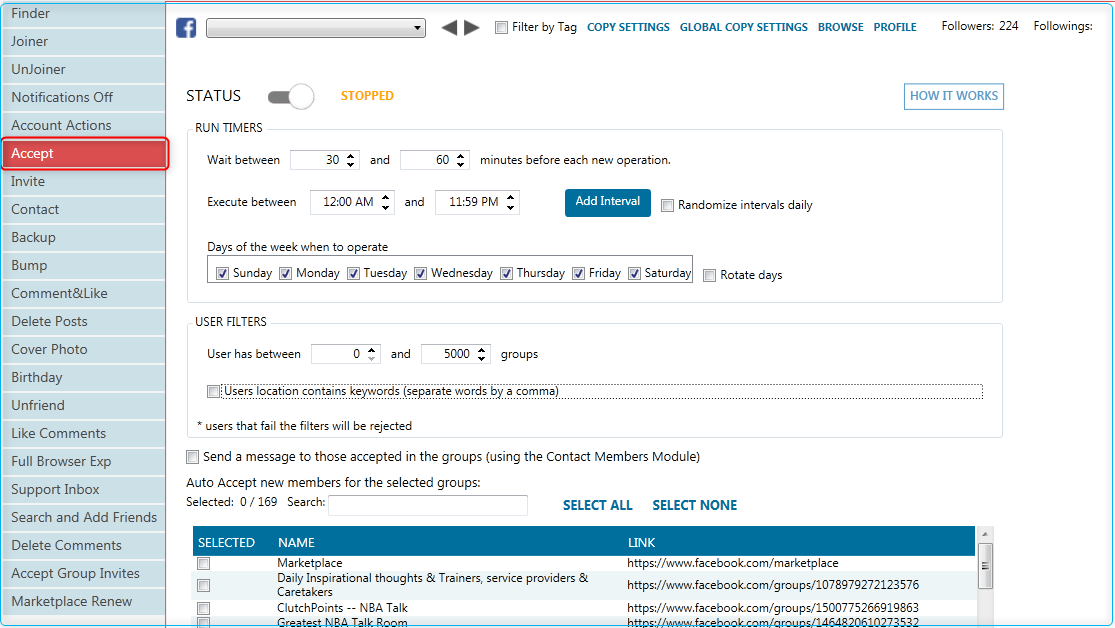 Finder
Joiner
UnJoiner
Notifications Off
Account Actions
Accept
Invite
Contact
Backup
Bump
Comment&Like
Delete Posts
Cover Photo
Birthday
Unfriend
Like Comments
Full Browser Exp
Support Inbox
Search and Add Friends
Delete Comments
Accept Group Invites
Marketplace Renew
f
Filter by Tag COPY SETTINGS GLOBAL COPY SETTINGS BROWSE PROFILE Followers: 224 Followings:
STATUS STOPPED HOW IT WORKS
RUN TIMERS
Wait between 30 and 60 minutes before each new operation.
Execute between 12:00 AM and 11:59 PM Add Interval Randomize intervals daily
Days of the week when to operate
Sunday Monday Tuesday Wednesday Thursday Friday Saturday Rotate days
USER FILTERS
User has between 0 and 5000 groups
Users location contains keywords (separate words by a comma)
* users that fail the filters will be rejected
Send a message to those accepted in the groups (using the Contact Members Module)
Auto Accept new members for the selected groups:
Selected: 0 / 169 Search: SELECT ALL SELECT NONE
SELECTED NAME LINK
Marketplace https://www.facebook.com/marketplace
Daily Inspirational thoughts & Trainers, service providers &
Caretakers https://www.facebook.com/groups/1078979272123576
ClutchPoints -- NBA Talk https://www.facebook.com/groups/1500775266919863
Greatest NBA Talk Room https://www.facebook.com/groups/1464820610273532